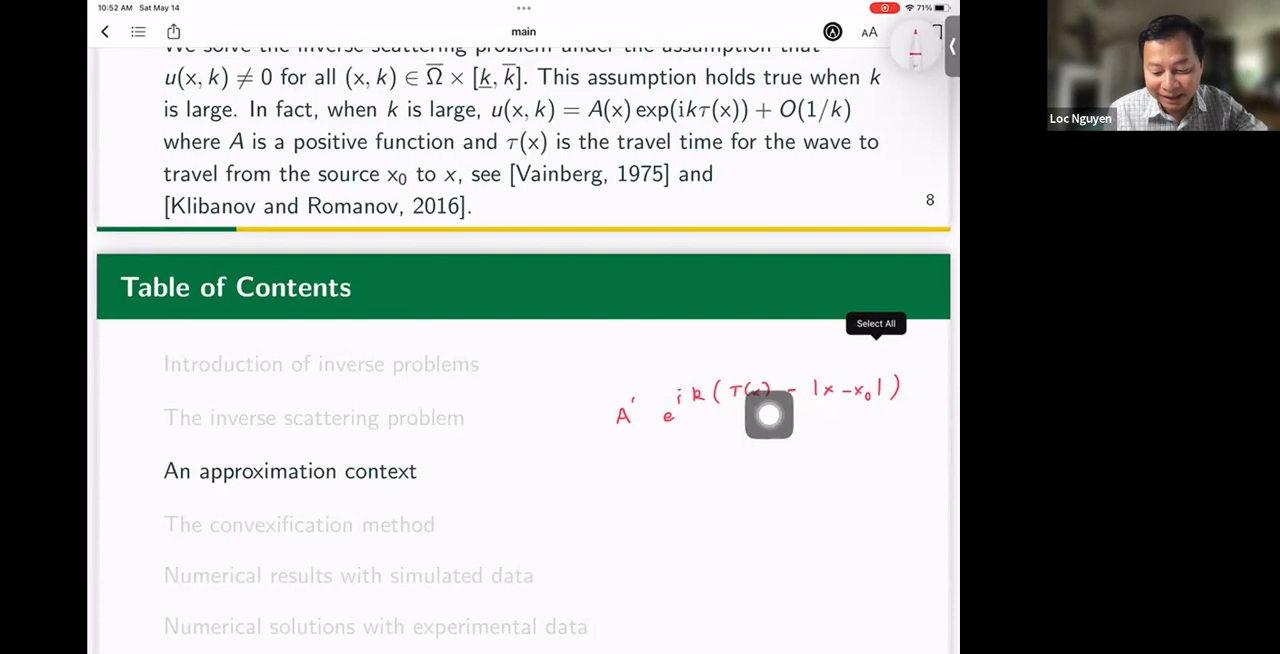 10:52 AM Sat May 14
71%
main
AA
We solve the inverse scattering problem under the assumption that
u(x, k) ≠ 0 for all (x, k) ∈ Ω̅ × [k̲, k̅]. This assumption holds true when k
is large. In fact, when k is large, u(x, k) = A(x) exp(ikτ(x)) + O(1/k)
where A is a positive function and τ(x) is the travel time for the wave to
travel from the source x₀ to x, see [Vainberg, 1975] and
[Klibanov and Romanov, 2016].
8
Table of Contents
Select All
Introduction of inverse problems
A' e^{ik(τ(x) - |x - x₀|)}
The inverse scattering problem
An approximation context
The convexification method
Numerical results with simulated data
Numerical solutions with experimental data
Loc Nguyen